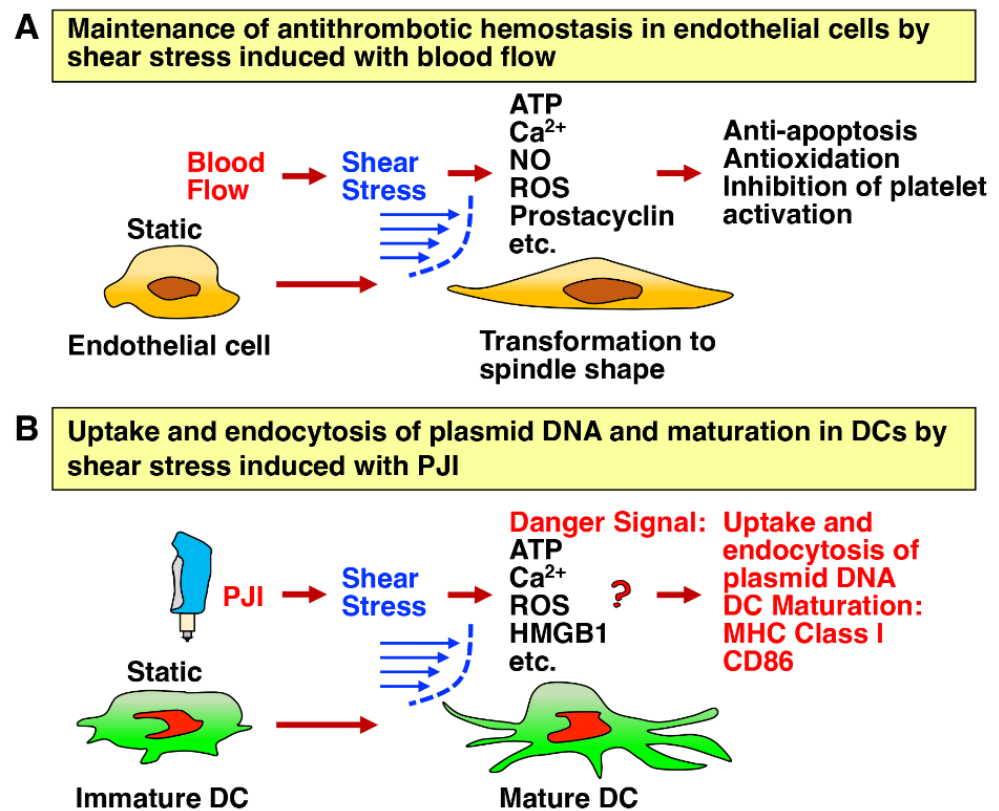 A
Maintenance of antithrombotic hemostasis in endothelial cells by
shear stress induced with blood flow
Blood
Flow
Shear
Stress
ATP
Ca²⁺
NO
ROS
Prostacyclin
etc.
Anti-apoptosis
Antioxidation
Inhibition of platelet
activation
Static
Endothelial cell
Transformation to
spindle shape
B
Uptake and endocytosis of plasmid DNA and maturation in DCs by
shear stress induced with PJI
PJI
Shear
Stress
Danger Signal:
ATP
Ca²⁺
ROS
HMGB1
etc.
?
Uptake and
endocytosis of
plasmid DNA
DC Maturation:
MHC Class I
CD86
Static
Immature DC
Mature DC